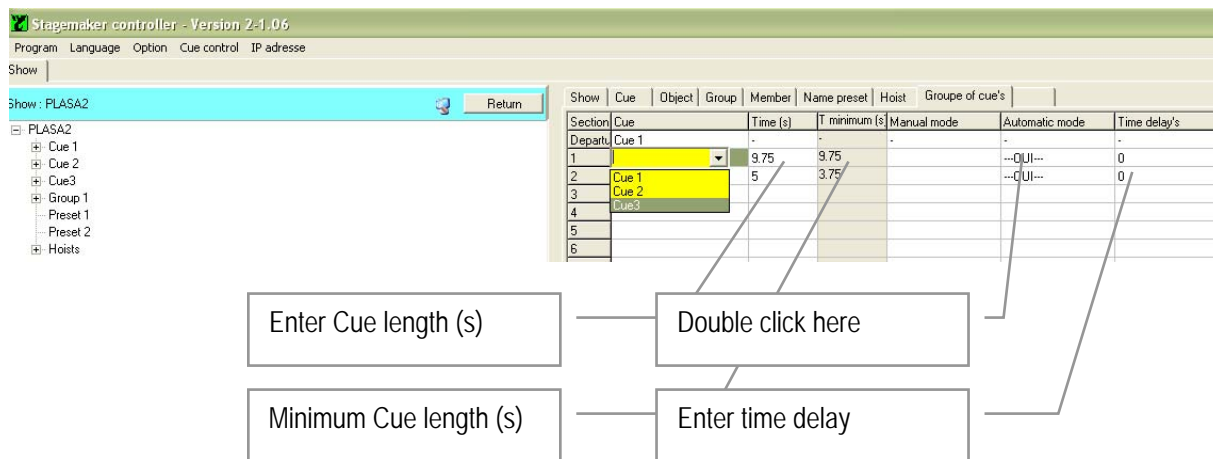 Stagemaker controller - Version 2-1.06
Program Language Option Cue control IP adresse
Show
Show : PLASA2 Return
PLASA2
Cue 1
Cue 2
Cue3
Group 1
Preset 1
Preset 2
Hoists
Show Cue Object Group Member Name preset Hoist Groupe of cue's
Section Cue Time (s) T minimum (s) Manual mode Automatic mode Time delay's
Departu Cue 1 - - - - -
1 9.75 9.75 ---OUI--- 0
2 5 3.75 ---OUI--- 0
3
4
5
6
Cue 1
Cue 2
Cue3
Enter Cue length (s) Double click here
Minimum Cue length (s) Enter time delay